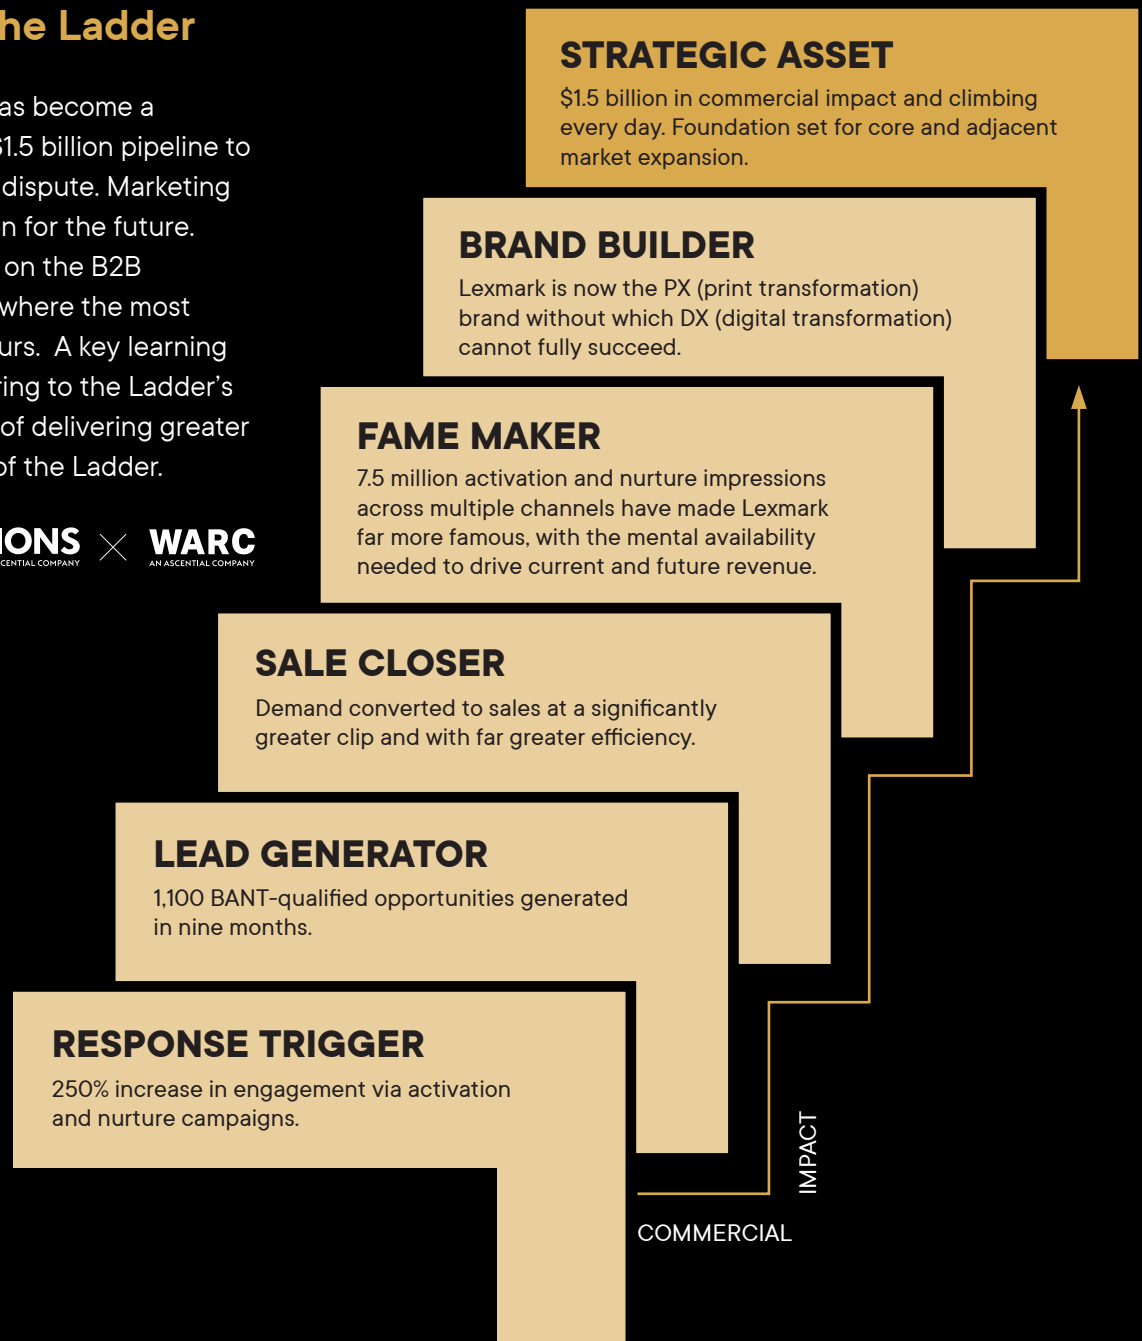 he Ladder
as become a
$1.5 billion pipeline to
dispute. Marketing
n for the future.
on the B2B
where the most
urs.  A key learning
ring to the Ladder’s
of delivering greater
of the Ladder.
IONS
CENTIAL COMPANY
WARC
AN ASCENTIAL COMPANY
STRATEGIC ASSET
$1.5 billion in commercial impact and climbing
every day. Foundation set for core and adjacent
market expansion.
BRAND BUILDER
Lexmark is now the PX (print transformation)
brand without which DX (digital transformation)
cannot fully succeed.
FAME MAKER
7.5 million activation and nurture impressions
across multiple channels have made Lexmark
far more famous, with the mental availability
needed to drive current and future revenue.
SALE CLOSER
Demand converted to sales at a significantly
greater clip and with far greater efficiency.
LEAD GENERATOR
1,100 BANT-qualified opportunities generated
in nine months.
RESPONSE TRIGGER
250% increase in engagement via activation
and nurture campaigns.
IMPACT
COMMERCIAL